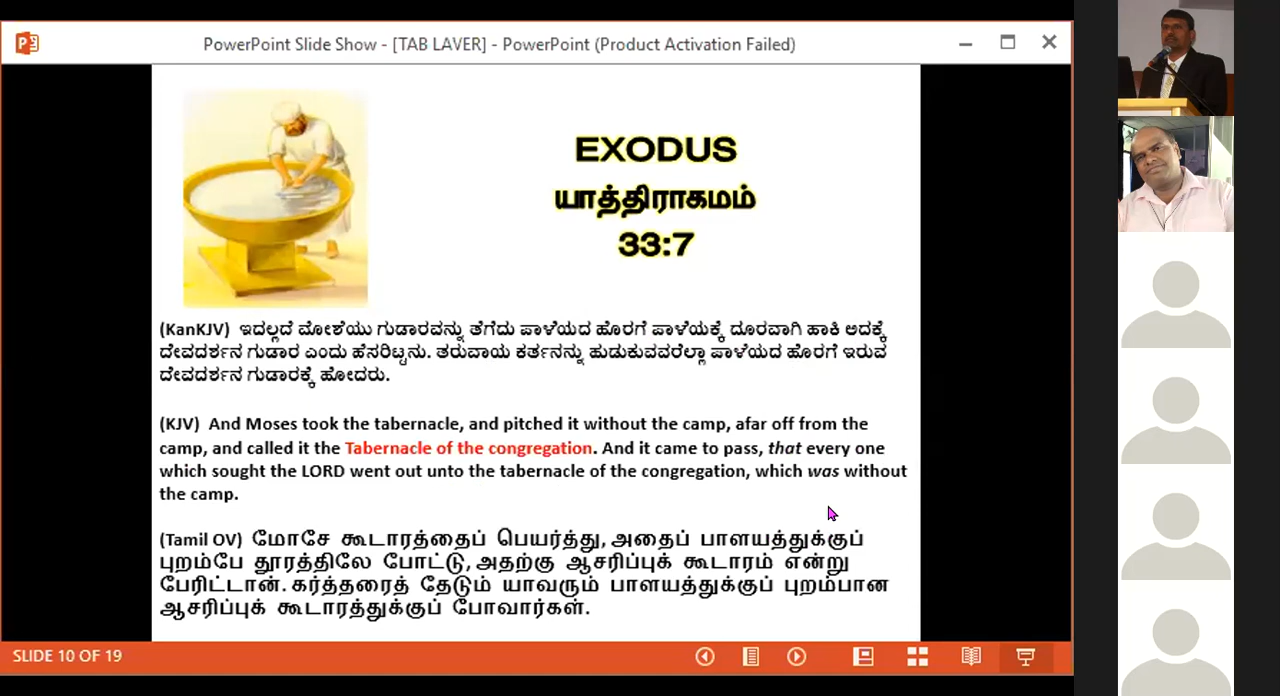 PowerPoint Slide Show - [TAB LAVER] - PowerPoint (Product Activation Failed)
EXODUS
யாத்திராகமம்
33:7
(KanKJV) ಇದಲ್ಲದೆ ಮೋಶೆಯು ಗುಡಾರವನ್ನು ತೆಗೆದು ಪಾಳೆಯದ ಹೊರಗೆ ಪಾಳೆಯಕ್ಕೆ ದೂರವಾಗಿ ಹಾಕಿ ಅದಕ್ಕೆ
ದೇವದರ್ಶನ ಗುಡಾರ ಎಂದು ಹೆಸರಿಟ್ಟನು. ತರುವಾಯ ಕರ್ತನನ್ನು ಹುಡುಕುವವರೆಲ್ಲಾ ಪಾಳೆಯದ ಹೊರಗೆ ಇರುವ
ದೇವದರ್ಶನ ಗುಡಾರಕ್ಕೆ ಹೋದರು.
(KJV) And Moses took the tabernacle, and pitched it without the camp, afar off from the
camp, and called it the Tabernacle of the congregation. And it came to pass, that every one
which sought the LORD went out unto the tabernacle of the congregation, which was without
the camp.
(Tamil OV) மோசே கூடாரத்தைப் பெயர்த்து, அதைப் பாளயத்துக்குப்
புறம்பே தூரத்திலே போட்டு, அதற்கு ஆசரிப்புக் கூடாரம் என்று
பேரிட்டான். கர்த்தரைத் தேடும் யாவரும் பாளயத்துக்குப் புறம்பான
ஆசரிப்புக் கூடாரத்துக்குப் போவார்கள்.
SLIDE 10 OF 19